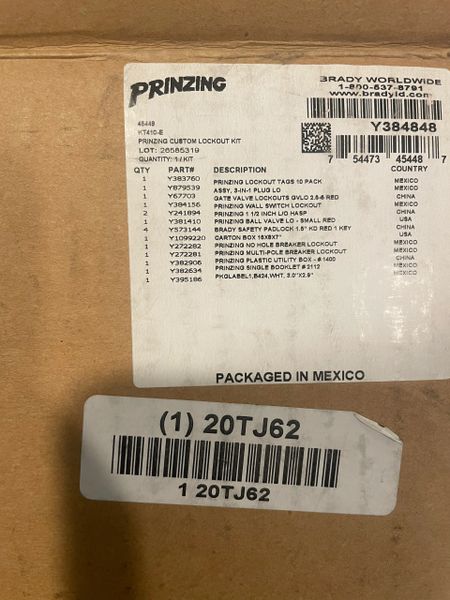 PRINZING
BRADY WORLDWIDE
1-800-537-8791
www.bradyid.com
45449
KT410-E
PRINZING CUSTOM LOCKOUT KIT
LOT: 26585319
QUANTITY: 1 / KIT
Y384848
7 54473 45448 7
QTY PART# DESCRIPTION COUNTRY
1 Y383760 PRINZING LOCKOUT TAGS 10 PACK MEXICO
1 Y879539 ASSY, 3-IN-1 PLUG LO MEXICO
1 Y67703 GATE VALVE LOCKOUTS GVLO 2.5-5 RED CHINA
1 Y384156 PRINZING WALL SWITCH LOCKOUT MEXICO
2 Y241894 PRINZING 1 1/2 INCH L/O HASP CHINA
1 Y381410 PRINZING BALL VALVE LO - SMALL RED USA
4 Y573144 BRADY SAFETY PADLOCK 1.5" KD RED 1 KEY CHINA
1 Y1099220 CARTON BOX 16X8X7" USA
1 Y272282 PRINZING NO HOLE BREAKER LOCKOUT MEXICO
1 Y272281 PRINZING MULTI-POLE BREAKER LOCKOUT MEXICO
1 Y382906 PRINZING PLASTIC UTILITY BOX - #1400 CHINA
1 Y382634 PRINZING SINGLE BOOKLET #2112 MEXICO
1 Y395186 PKGLABEL1,B424,WHT, 3.0"X2.9"
PACKAGED IN MEXICO
(1) 20TJ62
1 20TJ62